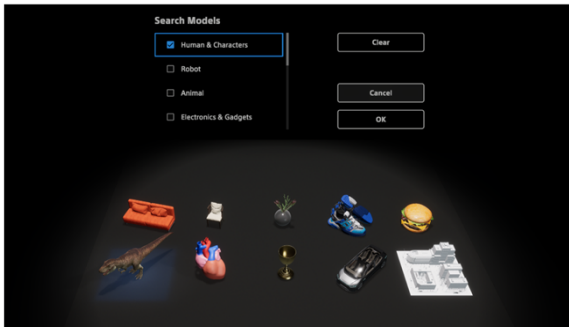 Search Models
Human & Characters
Clear
Robot
Animal
Cancel
Electronics & Gadgets
OK